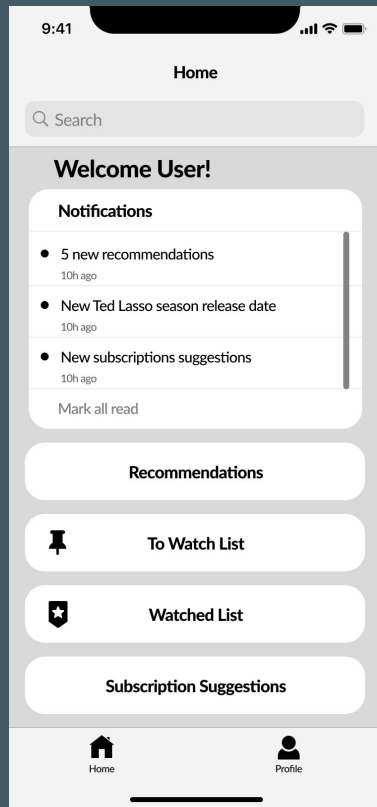 9:41
Home
Search
Welcome User!
Notifications
5 new recommendations
10h ago
New Ted Lasso season release date
10h ago
New subscriptions suggestions
10h ago
Mark all read
Recommendations
To Watch List
Watched List
Subscription Suggestions
Home
Profile